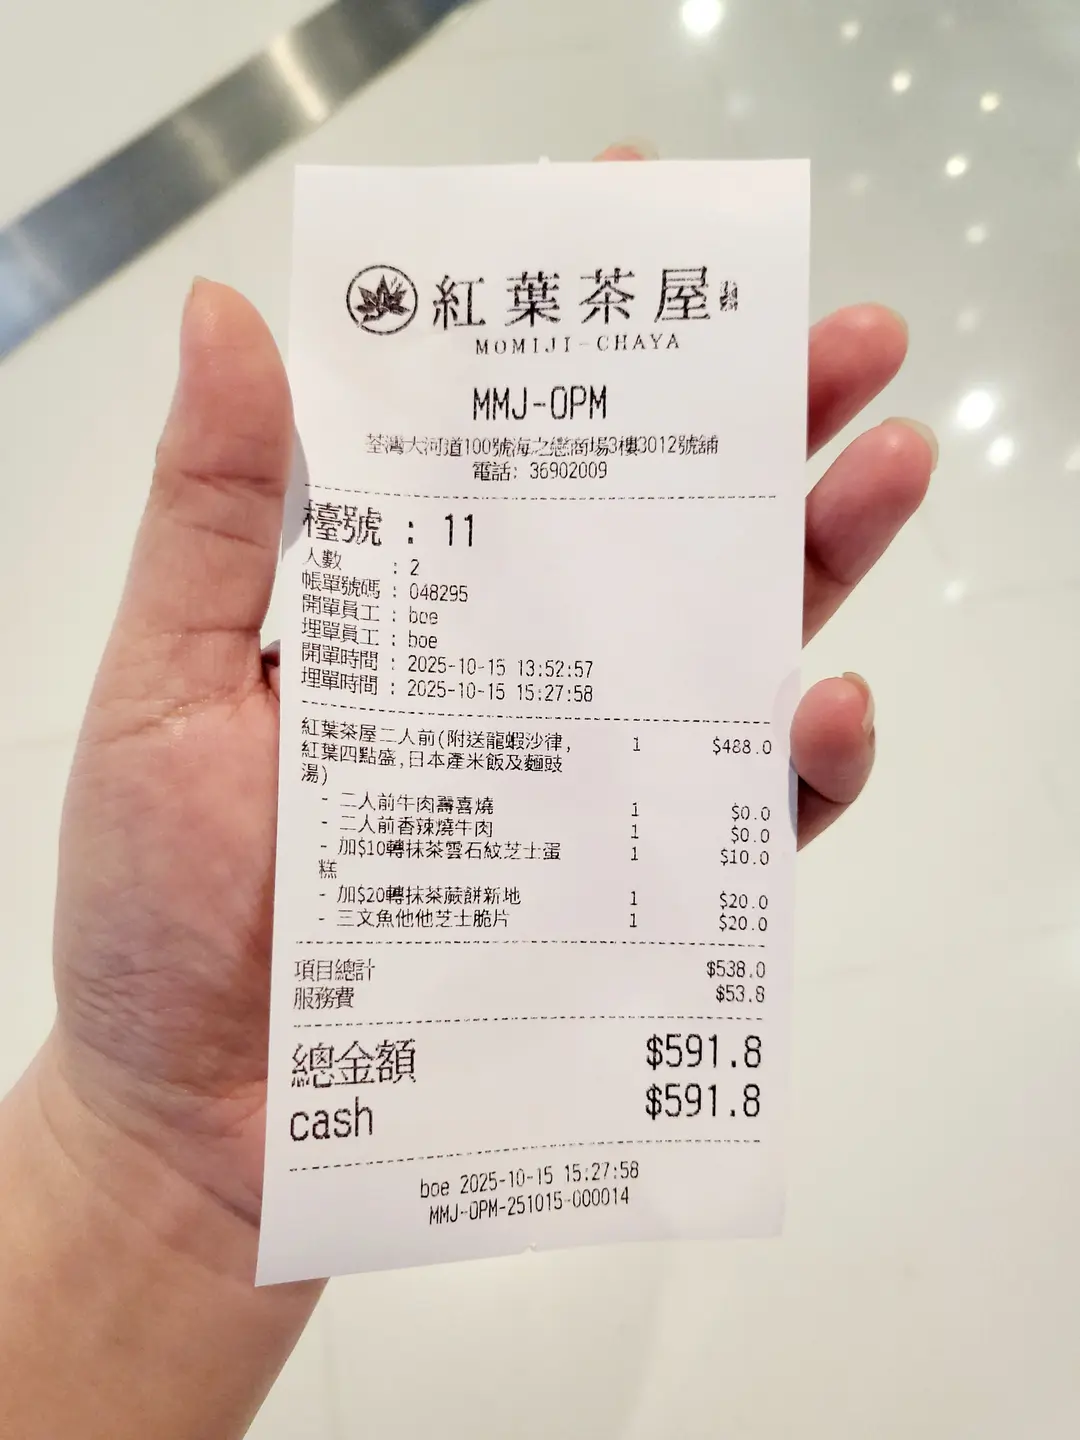 紅葉茶屋
MOMIJI-CHAYA
MMJ-OPM
荃灣大河道100號海之戀商場3樓3012號舖
電話: 36902009
檯號 : 11
人數 : 2
帳單號碼 : 048295
開單員工 : boe
埋單員工 : boe
開單時間 : 2025-10-15 13:52:57
埋單時間 : 2025-10-15 15:27:58
紅葉茶屋二人前(附送龍蝦沙律, 1 $488.0
紅葉四點盛,日本產米飯及麵豉
湯)
- 二人前牛肉壽喜燒 1 $0.0
- 二人前香辣燒牛肉 1 $0.0
- 加$10轉抹茶雲石紋芝士蛋 1 $10.0
糕
- 加$20轉抹茶蕨餅新地 1 $20.0
- 三文魚他他芝士脆片 1 $20.0
項目總計 $538.0
服務費 $53.8
總金額 $591.8
cash $591.8
boe 2025-10-15 15:27:58
MMJ-OPM-251015-000014